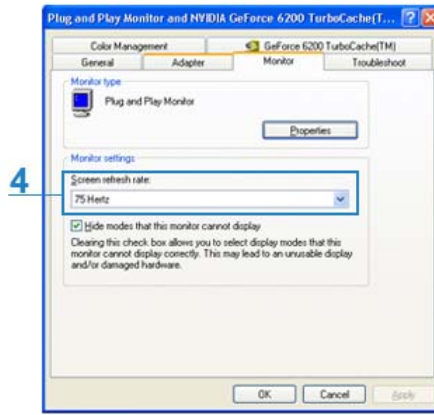 Plug and Play Monitor and NVIDIA GeForce 6200 TurboCache(T...
Color Management
GeForce 6200 TurboCache(TM)
General
Adapter
Monitor
Troubleshoot
Monitor type
Plug and Play Monitor
Properties
Monitor settings
4
Screen refresh rate:
75 Hertz
Hide modes that this monitor cannot display
Clearing this check box allows you to select display modes that this
monitor cannot display correctly. This may lead to an unusable display
and/or damaged hardware.
OK
Cancel
Apply